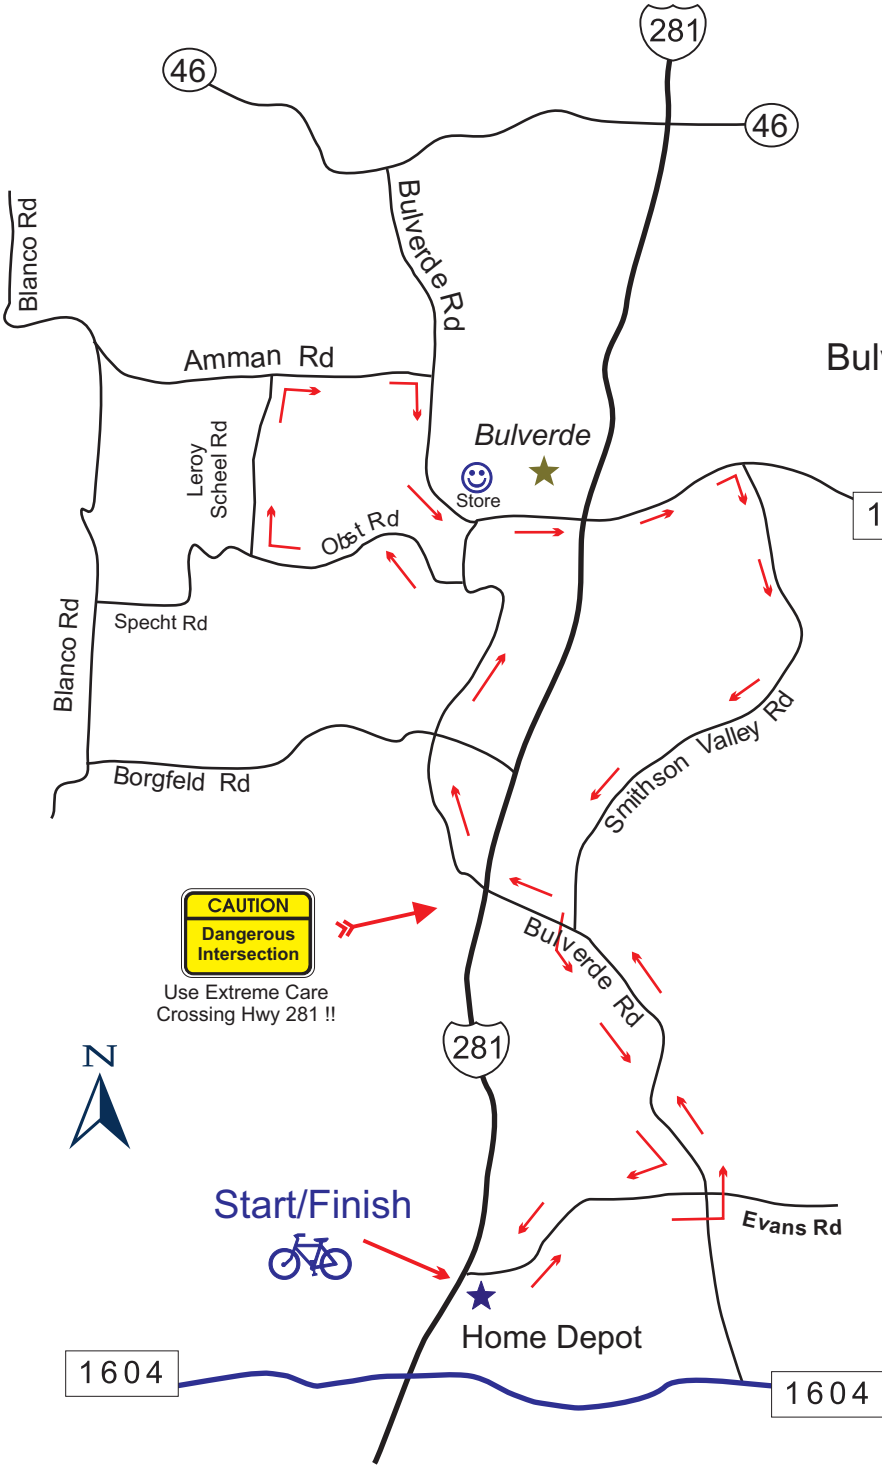 281
46
46
Blanco Rd
Bulverde Rd
Amman Rd
Bulv
Bulverde
Leroy
Scheel Rd
Store
1
Obst Rd
Specht Rd
Blanco Rd
Smithson Valley Rd
Borgfeld Rd
CAUTION
Dangerous
Intersection
Bulverde Rd
Use Extreme Care
Crossing Hwy 281 !!
281
N
Start/Finish
Evans Rd
Home Depot
1604
1604